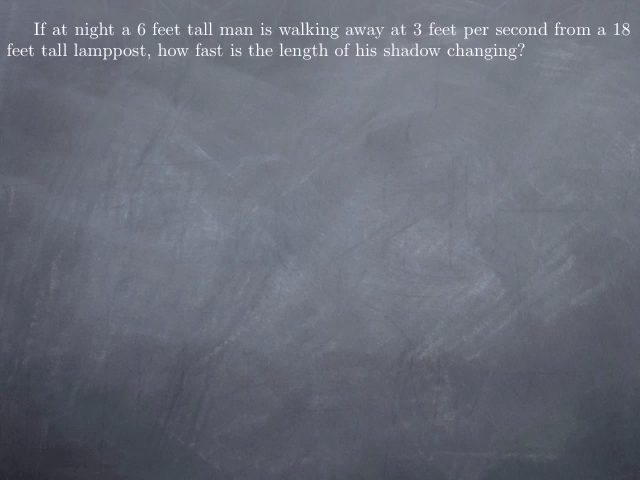 If at night a 6 feet tall man is walking away at 3 feet per second from a 18
feet tall lamppost, how fast is the length of his shadow changing?